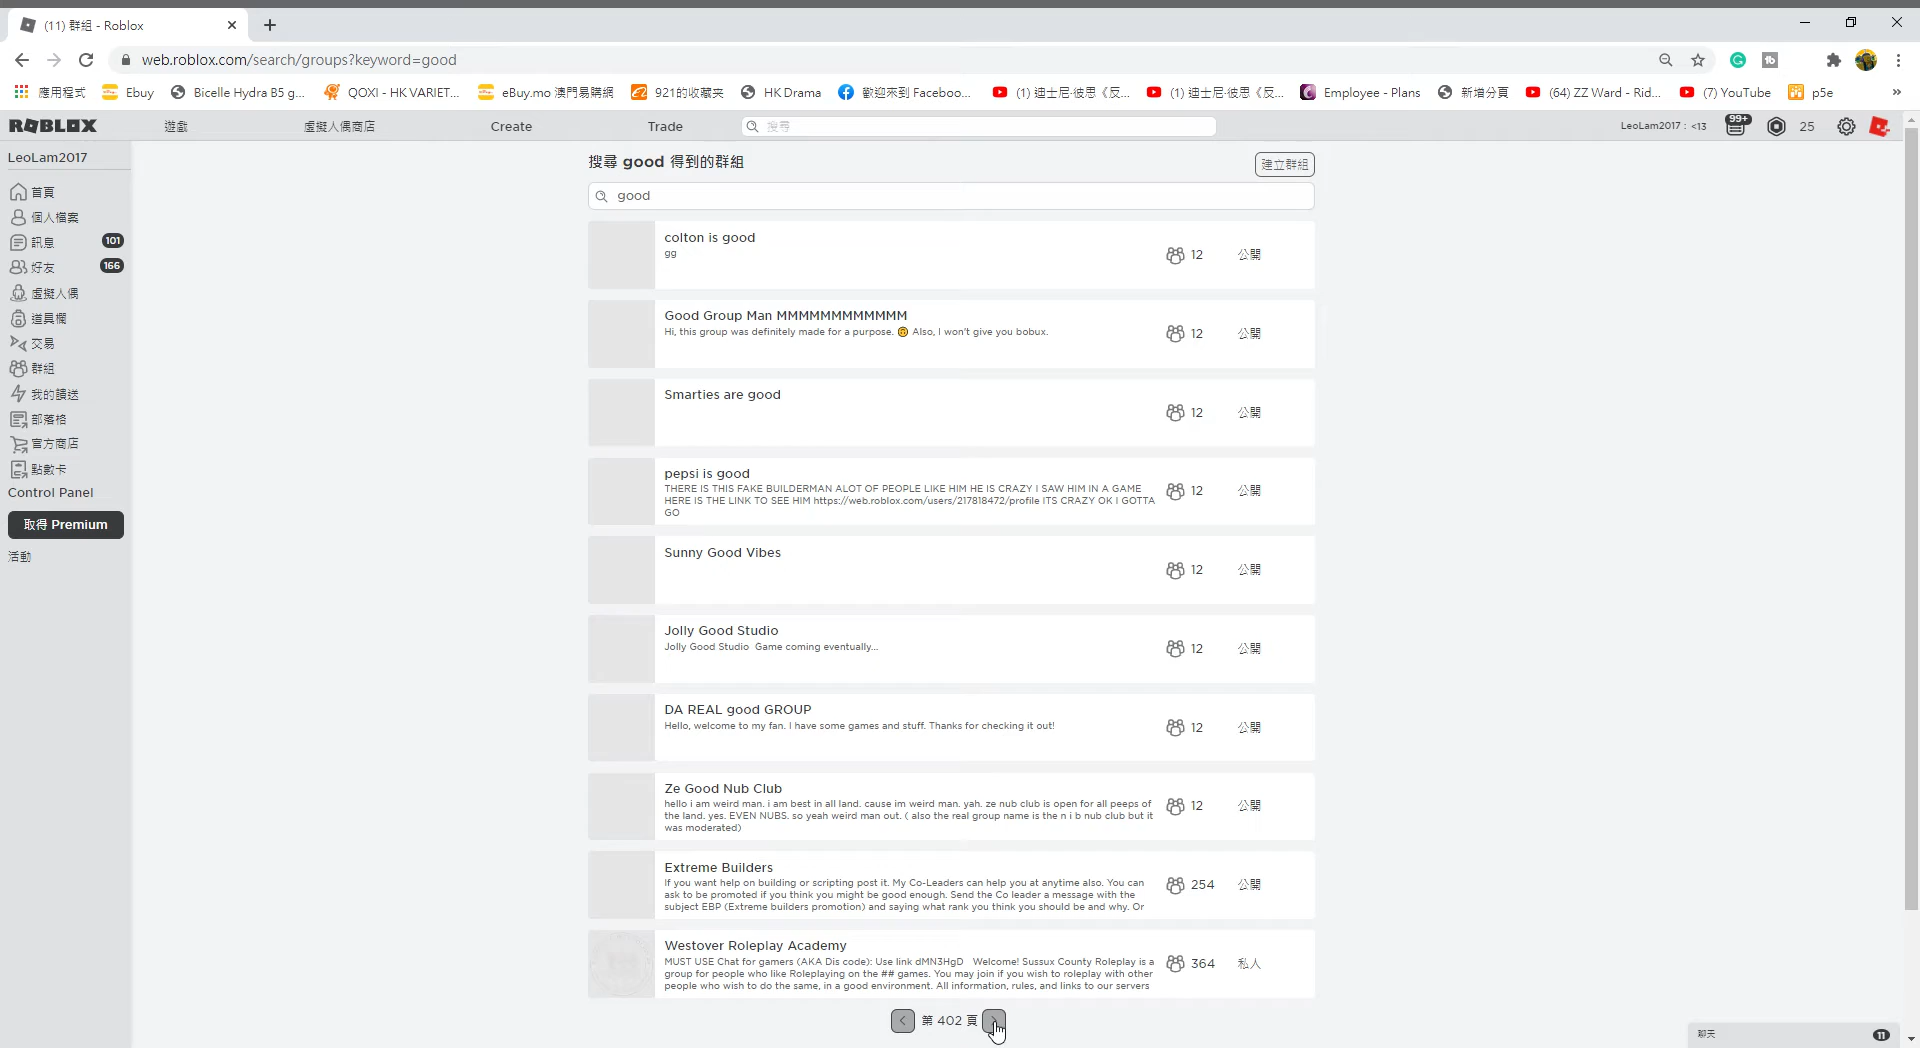 (11) 群組 - Roblox
web.roblox.com/search/groups?keyword=good
應用程式 Ebuy Bicelle Hydra B5 g... QOXI - HK VARIET... eBuy.mo 澳門易購網 921的收藏夾 HK Drama 歡迎來到 Faceboo... (1) 迪士尼·彼思《反... (1) 迪士尼·彼思《反... Employee - Plans 新增分頁 (64) ZZ Ward - Rid... (7) YouTube p5e »
ROBLOX 遊戲 虛擬人偶商店 Create Trade 搜尋 LeoLam2017 : <13 99+ 25
LeoLam2017
首頁
個人檔案
訊息 101
好友 166
虛擬人偶
道具欄
交易
群組
我的饋送
部落格
官方商店
點數卡
Control Panel
取得 Premium
活動
搜尋 good 得到的群組 建立群組
good
colton is good
gg
12 公開
Good Group Man MMMMMMMMMMMM
Hi, this group was definitely made for a purpose. 🙃 Also, I won't give you bobux.
12 公開
Smarties are good
12 公開
pepsi is good
THERE IS THIS FAKE BUILDERMAN ALOT OF PEOPLE LIKE HIM HE IS CRAZY I SAW HIM IN A GAME
HERE IS THE LINK TO SEE HIM https://web.roblox.com/users/217818472/profile ITS CRAZY OK I GOTTA
GO
12 公開
Sunny Good Vibes
12 公開
Jolly Good Studio
Jolly Good Studio Game coming eventually...
12 公開
DA REAL good GROUP
Hello, welcome to my fan. I have some games and stuff. Thanks for checking it out!
12 公開
Ze Good Nub Club
hello i am weird man. i am best in all land. cause im weird man. yah. ze nub club is open for all peeps of
the land. yes. EVEN NUBS. so yeah weird man out. ( also the real group name is the n i b nub club but it
was moderated)
12 公開
Extreme Builders
If you want help on building or scripting post it. My Co-Leaders can help you at anytime also. You can
ask to be promoted if you think you might be good enough. Send the Co leader a message with the
subject EBP (Extreme builders promotion) and saying what rank you think you should be and why. Or
254 公開
Westover Roleplay Academy
MUST USE Chat for gamers (AKA Dis code): Use link dMN3HgD Welcome! Sussux County Roleplay is a
group for people who like Roleplaying on the ## games. You may join if you wish to roleplay with other
people who wish to do the same, in a good environment. All information, rules, and links to our servers
364 私人
第 402 頁
聊天 11